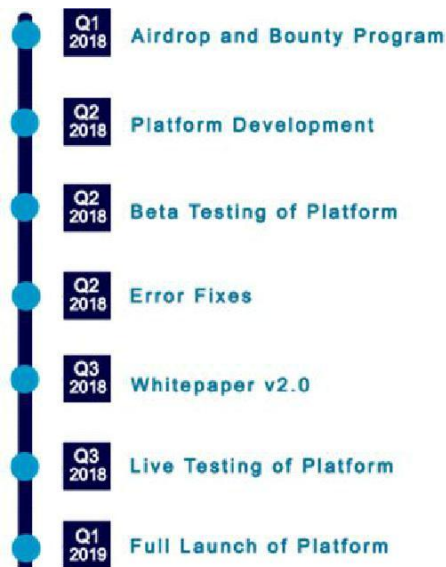 Q1
2018
Airdrop and Bounty Program
Q2
2018
Platform Development
Q2
2018
Beta Testing of Platform
Q2
2018
Error Fixes
Q3
2018
Whitepaper v2.0
Q3
2018
Live Testing of Platform
Q1
2019
Full Launch of Platform